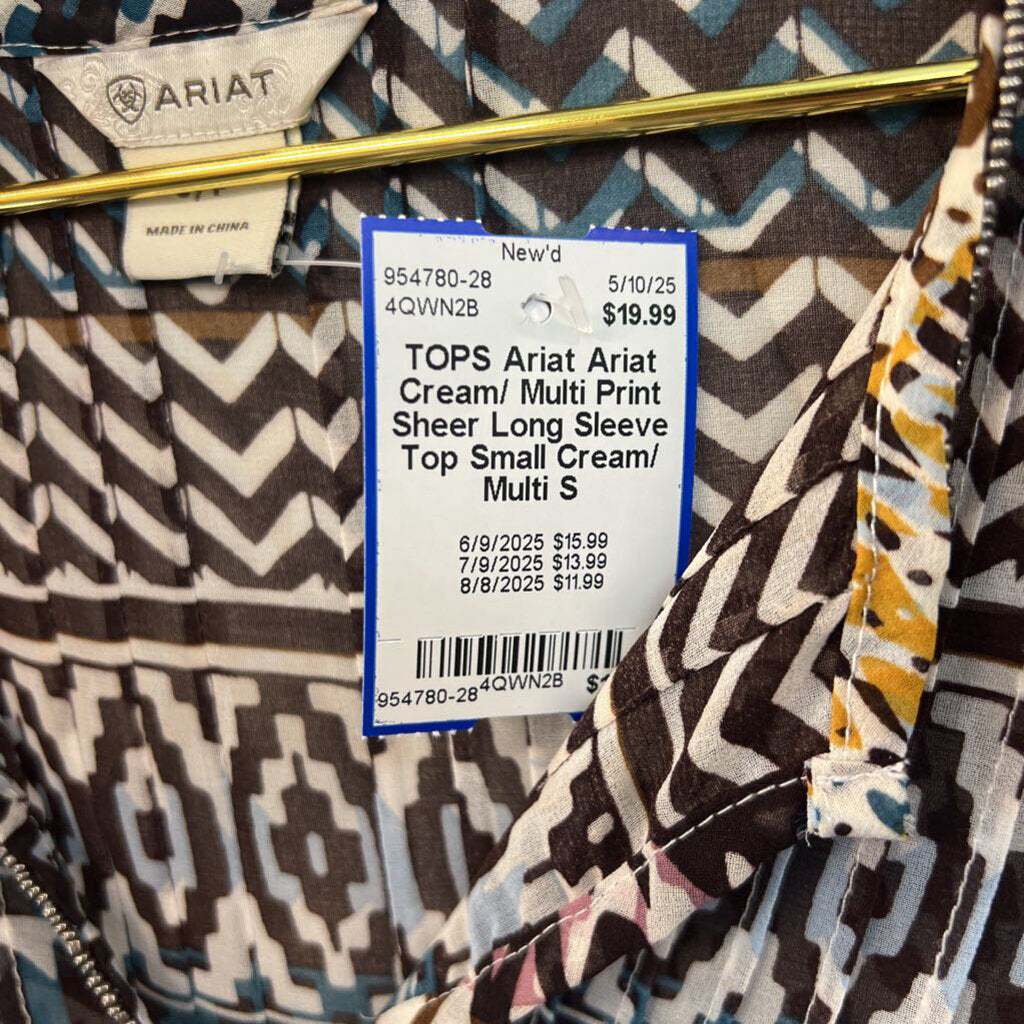 ARIAT
MADE IN CHINA
New'd
954780-28
5/10/25
4QWN2B
$19.99
TOPS Ariat Ariat
Cream/ Multi Print
Sheer Long Sleeve
Top Small Cream/
Multi S
6/9/2025 $15.99
7/9/2025 $13.99
8/8/2025 $11.99
954780-28
4QWN2B